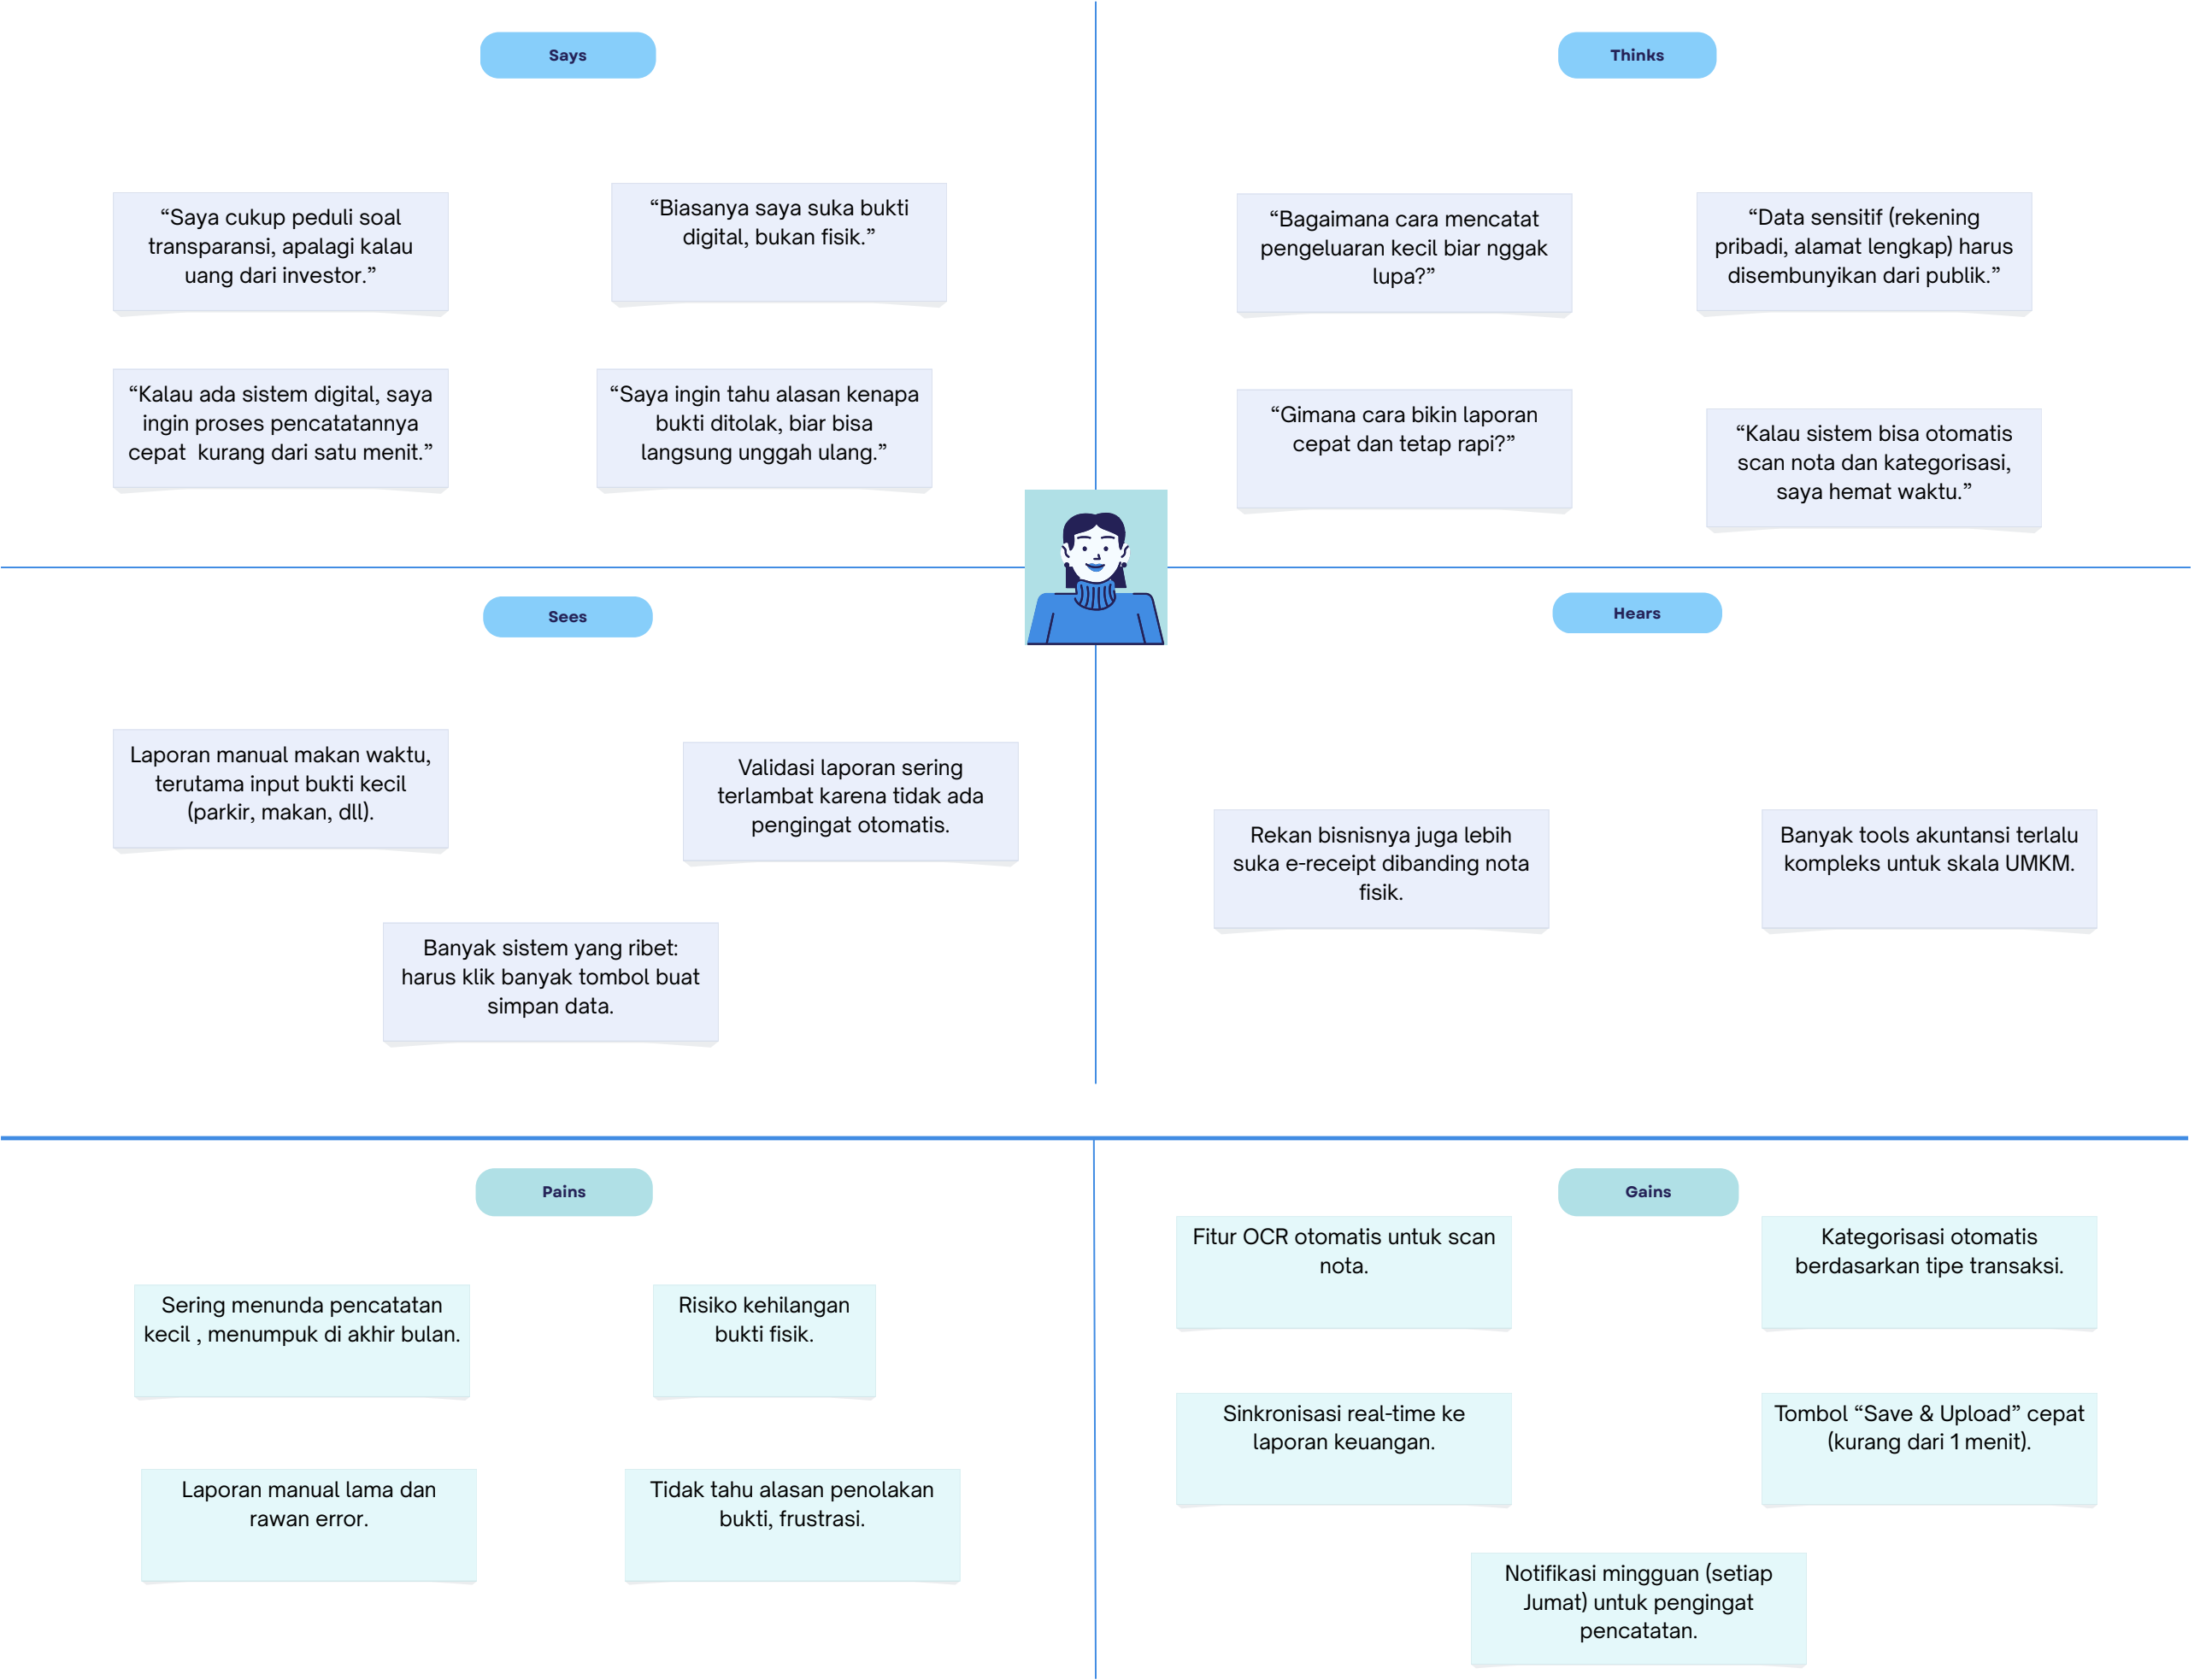 Says
“Saya cukup peduli soal
transparansi, apalagi kalau
uang dari investor.”
“Biasanya saya suka bukti
digital, bukan fisik.”
“Kalau ada sistem digital, saya
ingin proses pencatatannya
cepat  kurang dari satu menit.”
“Saya ingin tahu alasan kenapa
bukti ditolak, biar bisa
langsung unggah ulang.”
Thinks
“Bagaimana cara mencatat
pengeluaran kecil biar nggak
lupa?”
“Data sensitif (rekening
pribadi, alamat lengkap) harus
disembunyikan dari publik.”
“Gimana cara bikin laporan
cepat dan tetap rapi?”
“Kalau sistem bisa otomatis
scan nota dan kategorisasi,
saya hemat waktu.”
Sees
Laporan manual makan waktu,
terutama input bukti kecil
(parkir, makan, dll).
Validasi laporan sering
terlambat karena tidak ada
pengingat otomatis.
Banyak sistem yang ribet:
harus klik banyak tombol buat
simpan data.
Hears
Rekan bisnisnya juga lebih
suka e-receipt dibanding nota
fisik.
Banyak tools akuntansi terlalu
kompleks untuk skala UMKM.
Pains
Sering menunda pencatatan
kecil , menumpuk di akhir bulan.
Risiko kehilangan
bukti fisik.
Laporan manual lama dan
rawan error.
Tidak tahu alasan penolakan
bukti, frustrasi.
Gains
Fitur OCR otomatis untuk scan
nota.
Kategorisasi otomatis
berdasarkan tipe transaksi.
Sinkronisasi real-time ke
laporan keuangan.
Tombol “Save & Upload” cepat
(kurang dari 1 menit).
Notifikasi mingguan (setiap
Jumat) untuk pengingat
pencatatan.